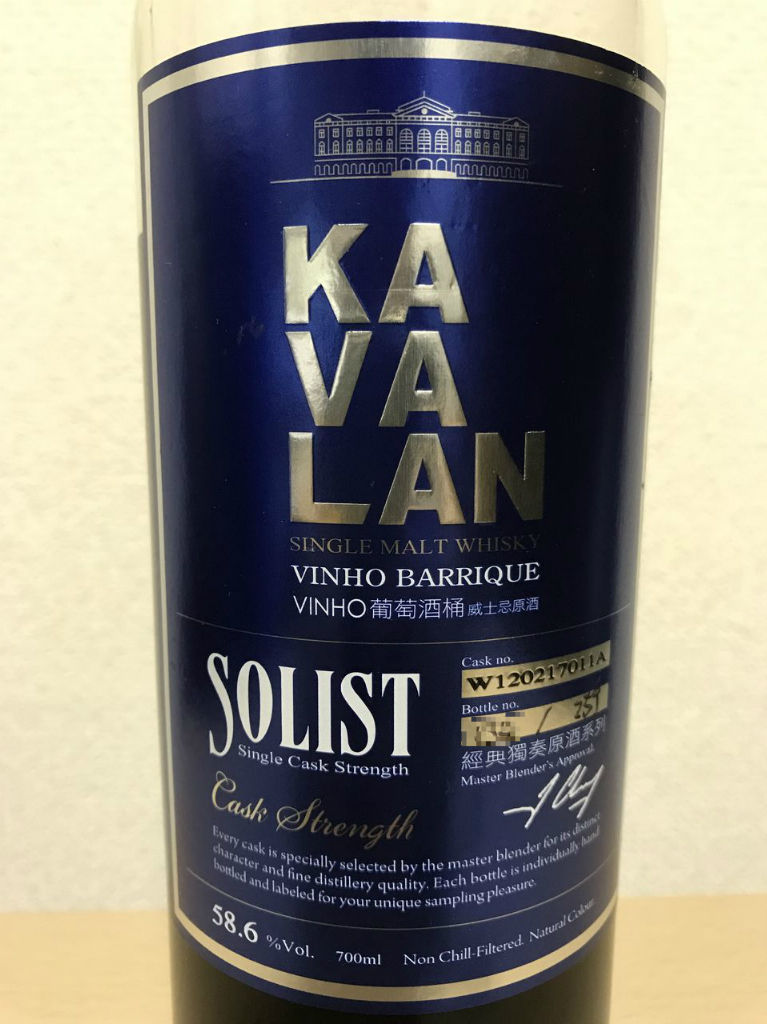 KA
VA
LAN
SINGLE MALT WHISKY
VINHO BARRIQUE
VINHO葡萄酒桶 威士忌原酒
SOLIST
Single Cask Strength
Cask Strength
Cask no.
W120217011A
Bottle no.
/
經典獨奏原酒系列
Master Blender's Approval.
Every cask is specially selected by the master blender for its distinct
character and fine distillery quality. Each bottle is individually hand
bottled and labeled for your unique sampling pleasure.
58.6 %Vol. 700ml Non Chill-Filtered. Natural Colour.